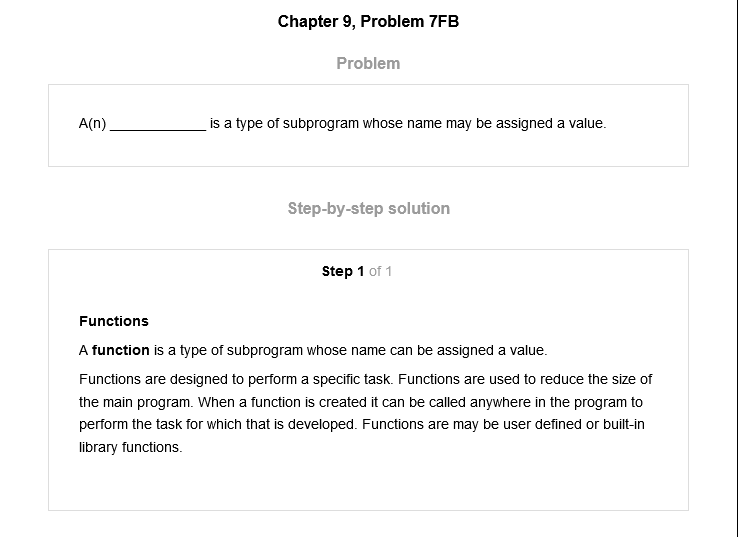 Chapter 9, Problem 7FB
Problem
A(n) _____________ is a type of subprogram whose name may be assigned a value.
Step-by-step solution
Step 1 of 1
Functions
A function is a type of subprogram whose name can be assigned a value.
Functions are designed to perform a specific task. Functions are used to reduce the size of
the main program. When a function is created it can be called anywhere in the program to
perform the task for which that is developed. Functions are may be user defined or built-in
library functions.